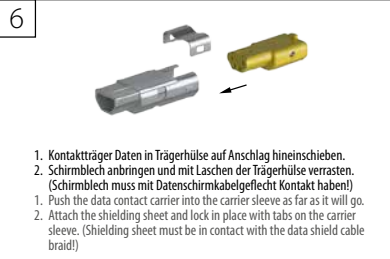 6
1. Kontaktträger Daten in Trägerhülse auf Anschlag hineinschieben.
2. Schirmblech anbringen und mit Laschen der Trägerhülse verrasten.
(Schirmblech muss mit Datenschirmkabelgeflecht Kontakt haben!)
1. Push the data contact carrier into the carrier sleeve as far as it will go.
2. Attach the shielding sheet and lock in place with tabs on the carrier
sleeve. (Shielding sheet must be in contact with the data shield cable
braid!)